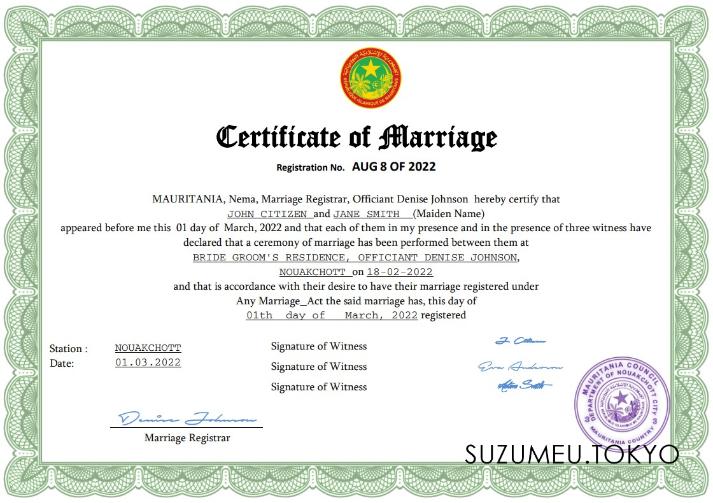 Certificate of Marriage
Registration No. AUG 8 OF 2022
MAURITANIA, Nema, Marriage Registrar, Officiant Denise Johnson hereby certify that
JOHN CITIZEN and JANE SMITH (Maiden Name)
appeared before me this 01 day of March, 2022 and that each of them in my presence and in the presence of three witness have
declared that a ceremony of marriage has been performed between them at
BRIDE GROOM'S RESIDENCE, OFFICIANT DENISE JOHNSON,
NOUAKCHOTT on 18-02-2022
and that is accordance with their desire to have their marriage registered under
Any Marriage_Act the said marriage has, this day of
01th day of March, 2022 registered
Station : NOUAKCHOTT
Date: 01.03.2022
Signature of Witness
Signature of Witness Eva Anderson
Signature of Witness
Denise Johnson
Marriage Registrar
MAURITANIA COUNCIL
DEPARTMENT OF NOUAKCHOTT CITY
MAURITANIA COUNTRY
SUZUMEU.TOKYO